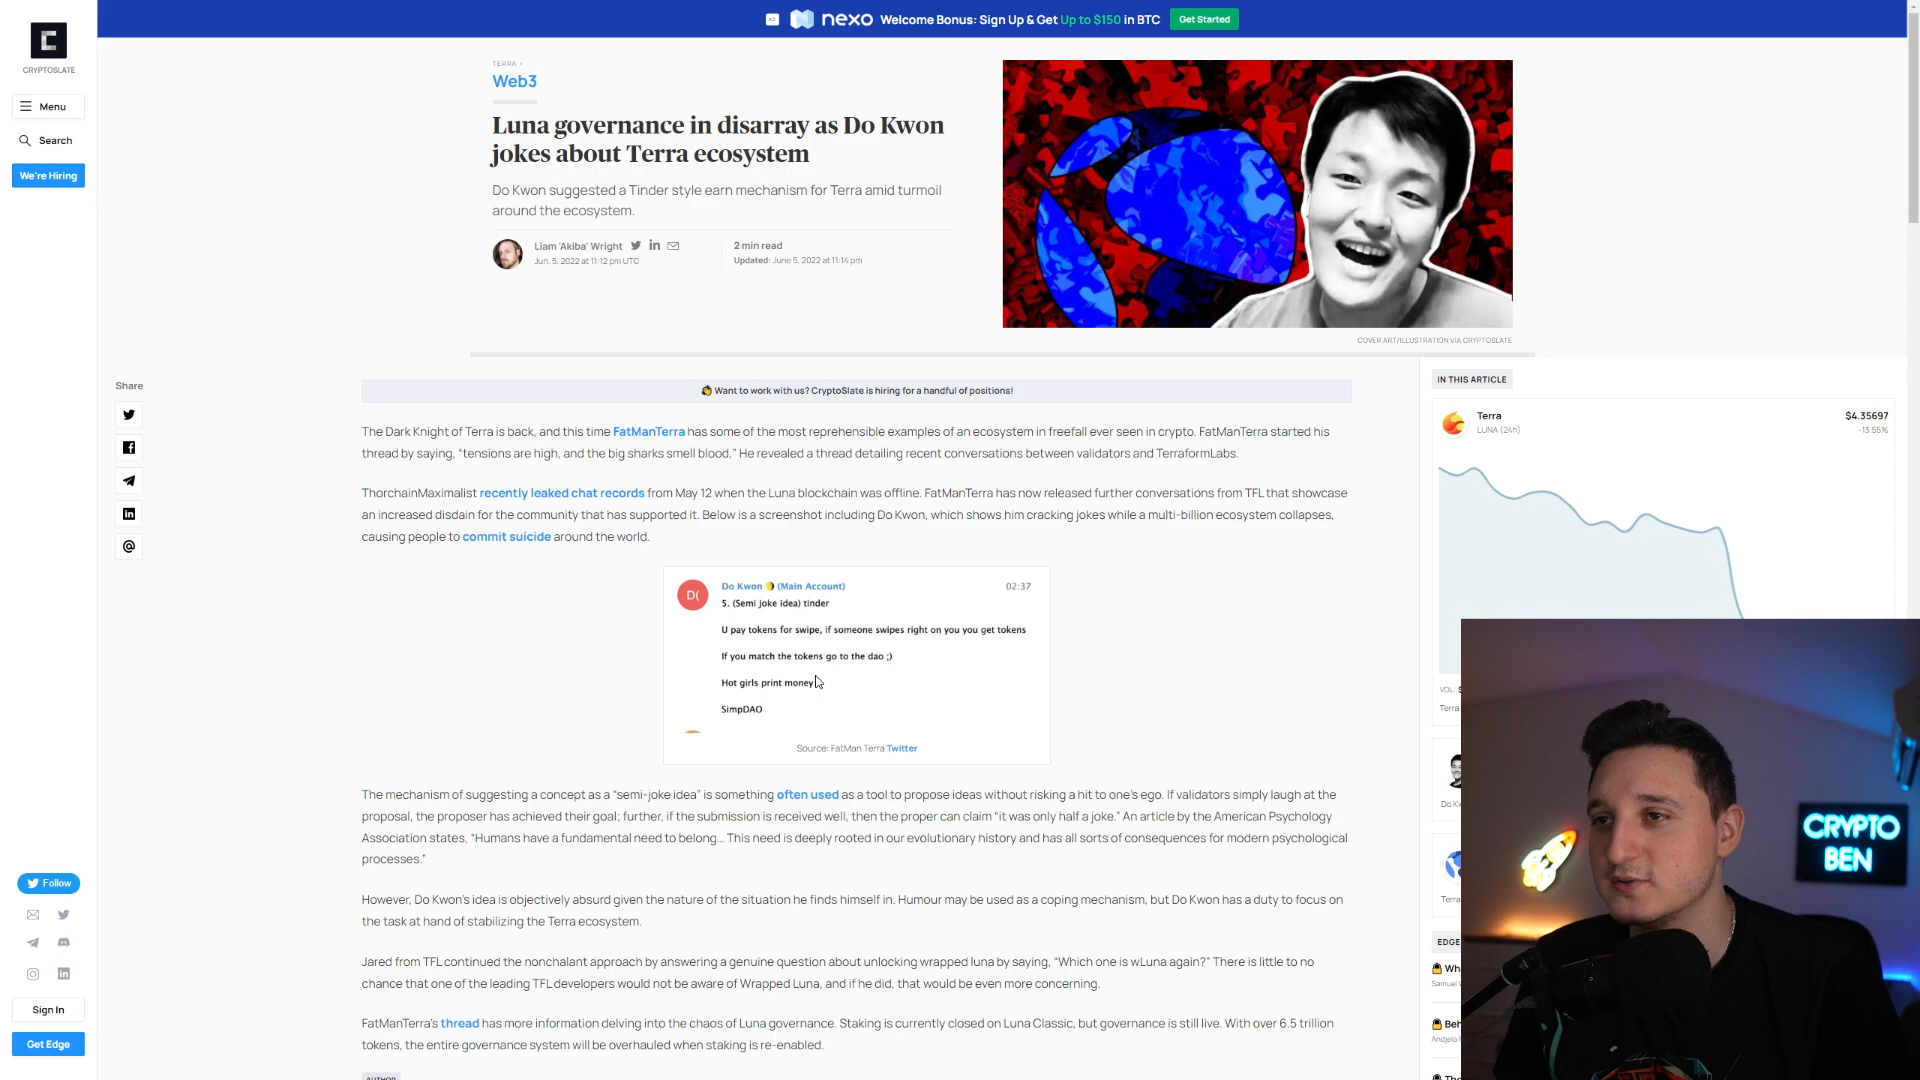 nexo Welcome Bonus: Sign Up & Get Up to $150 in BTC Get Started
CRYPTOSLATE
Menu
Search
We're Hiring
TERRA ›
Web3
Luna governance in disarray as Do Kwon
jokes about Terra ecosystem
Do Kwon suggested a Tinder style earn mechanism for Terra amid turmoil
around the ecosystem.
Liam 'Akiba' Wright
Jun. 5, 2022 at 11:12 pm UTC
2 min read
Updated: June 5, 2022 at 11:14 pm
COVER ART/ILLUSTRATION VIA CRYPTOSLATE
Share
Want to work with us? CryptoSlate is hiring for a handful of positions!
The Dark Knight of Terra is back, and this time FatManTerra has some of the most reprehensible examples of an ecosystem in freefall ever seen in crypto. FatManTerra started his
thread by saying, “tensions are high, and the big sharks smell blood,” He revealed a thread detailing recent conversations between validators and TerraformLabs.
ThorchainMaximalist recently leaked chat records from May 12 when the Luna blockchain was offline. FatManTerra has now released further conversations from TFL that showcase
an increased disdain for the community that has supported it. Below is a screenshot including Do Kwon, which shows him cracking jokes while a multi-billion ecosystem collapses,
causing people to commit suicide around the world.
D(
Do Kwon (Main Account) 02:37
5. (Semi joke idea) tinder
U pay tokens for swipe, if someone swipes right on you you get tokens
If you match the tokens go to the dao ;)
Hot girls print money
SimpDAO
Source: FatMan Terra Twitter
The mechanism of suggesting a concept as a “semi-joke idea” is something often used as a tool to propose ideas without risking a hit to one’s ego. If validators simply laugh at the
proposal, the proposer has achieved their goal; further, if the submission is received well, then the proper can claim “it was only half a joke.” An article by the American Psychology
Association states, “Humans have a fundamental need to belong… This need is deeply rooted in our evolutionary history and has all sorts of consequences for modern psychological
processes.”
However, Do Kwon’s idea is objectively absurd given the nature of the situation he finds himself in. Humour may be used as a coping mechanism, but Do Kwon has a duty to focus on
the task at hand of stabilizing the Terra ecosystem.
Jared from TFL continued the nonchalant approach by answering a genuine question about unlocking wrapped luna by saying, “Which one is wLuna again?” There is little to no
chance that one of the leading TFL developers would not be aware of Wrapped Luna, and if he did, that would be even more concerning.
FatManTerra’s thread has more information delving into the chaos of Luna governance. Staking is currently closed on Luna Classic, but governance is still live. With over 6.5 trillion
tokens, the entire governance system will be overhauled when staking is re-enabled.
AUTHOR
IN THIS ARTICLE
Terra $4.35697
LUNA (24h) -13.55%
VOL:
Terra
Do K
Terra
EDGE
Wh
Samuel
Beh
Andjela
CRYPTO
BEN
Follow
Sign In
Get Edge